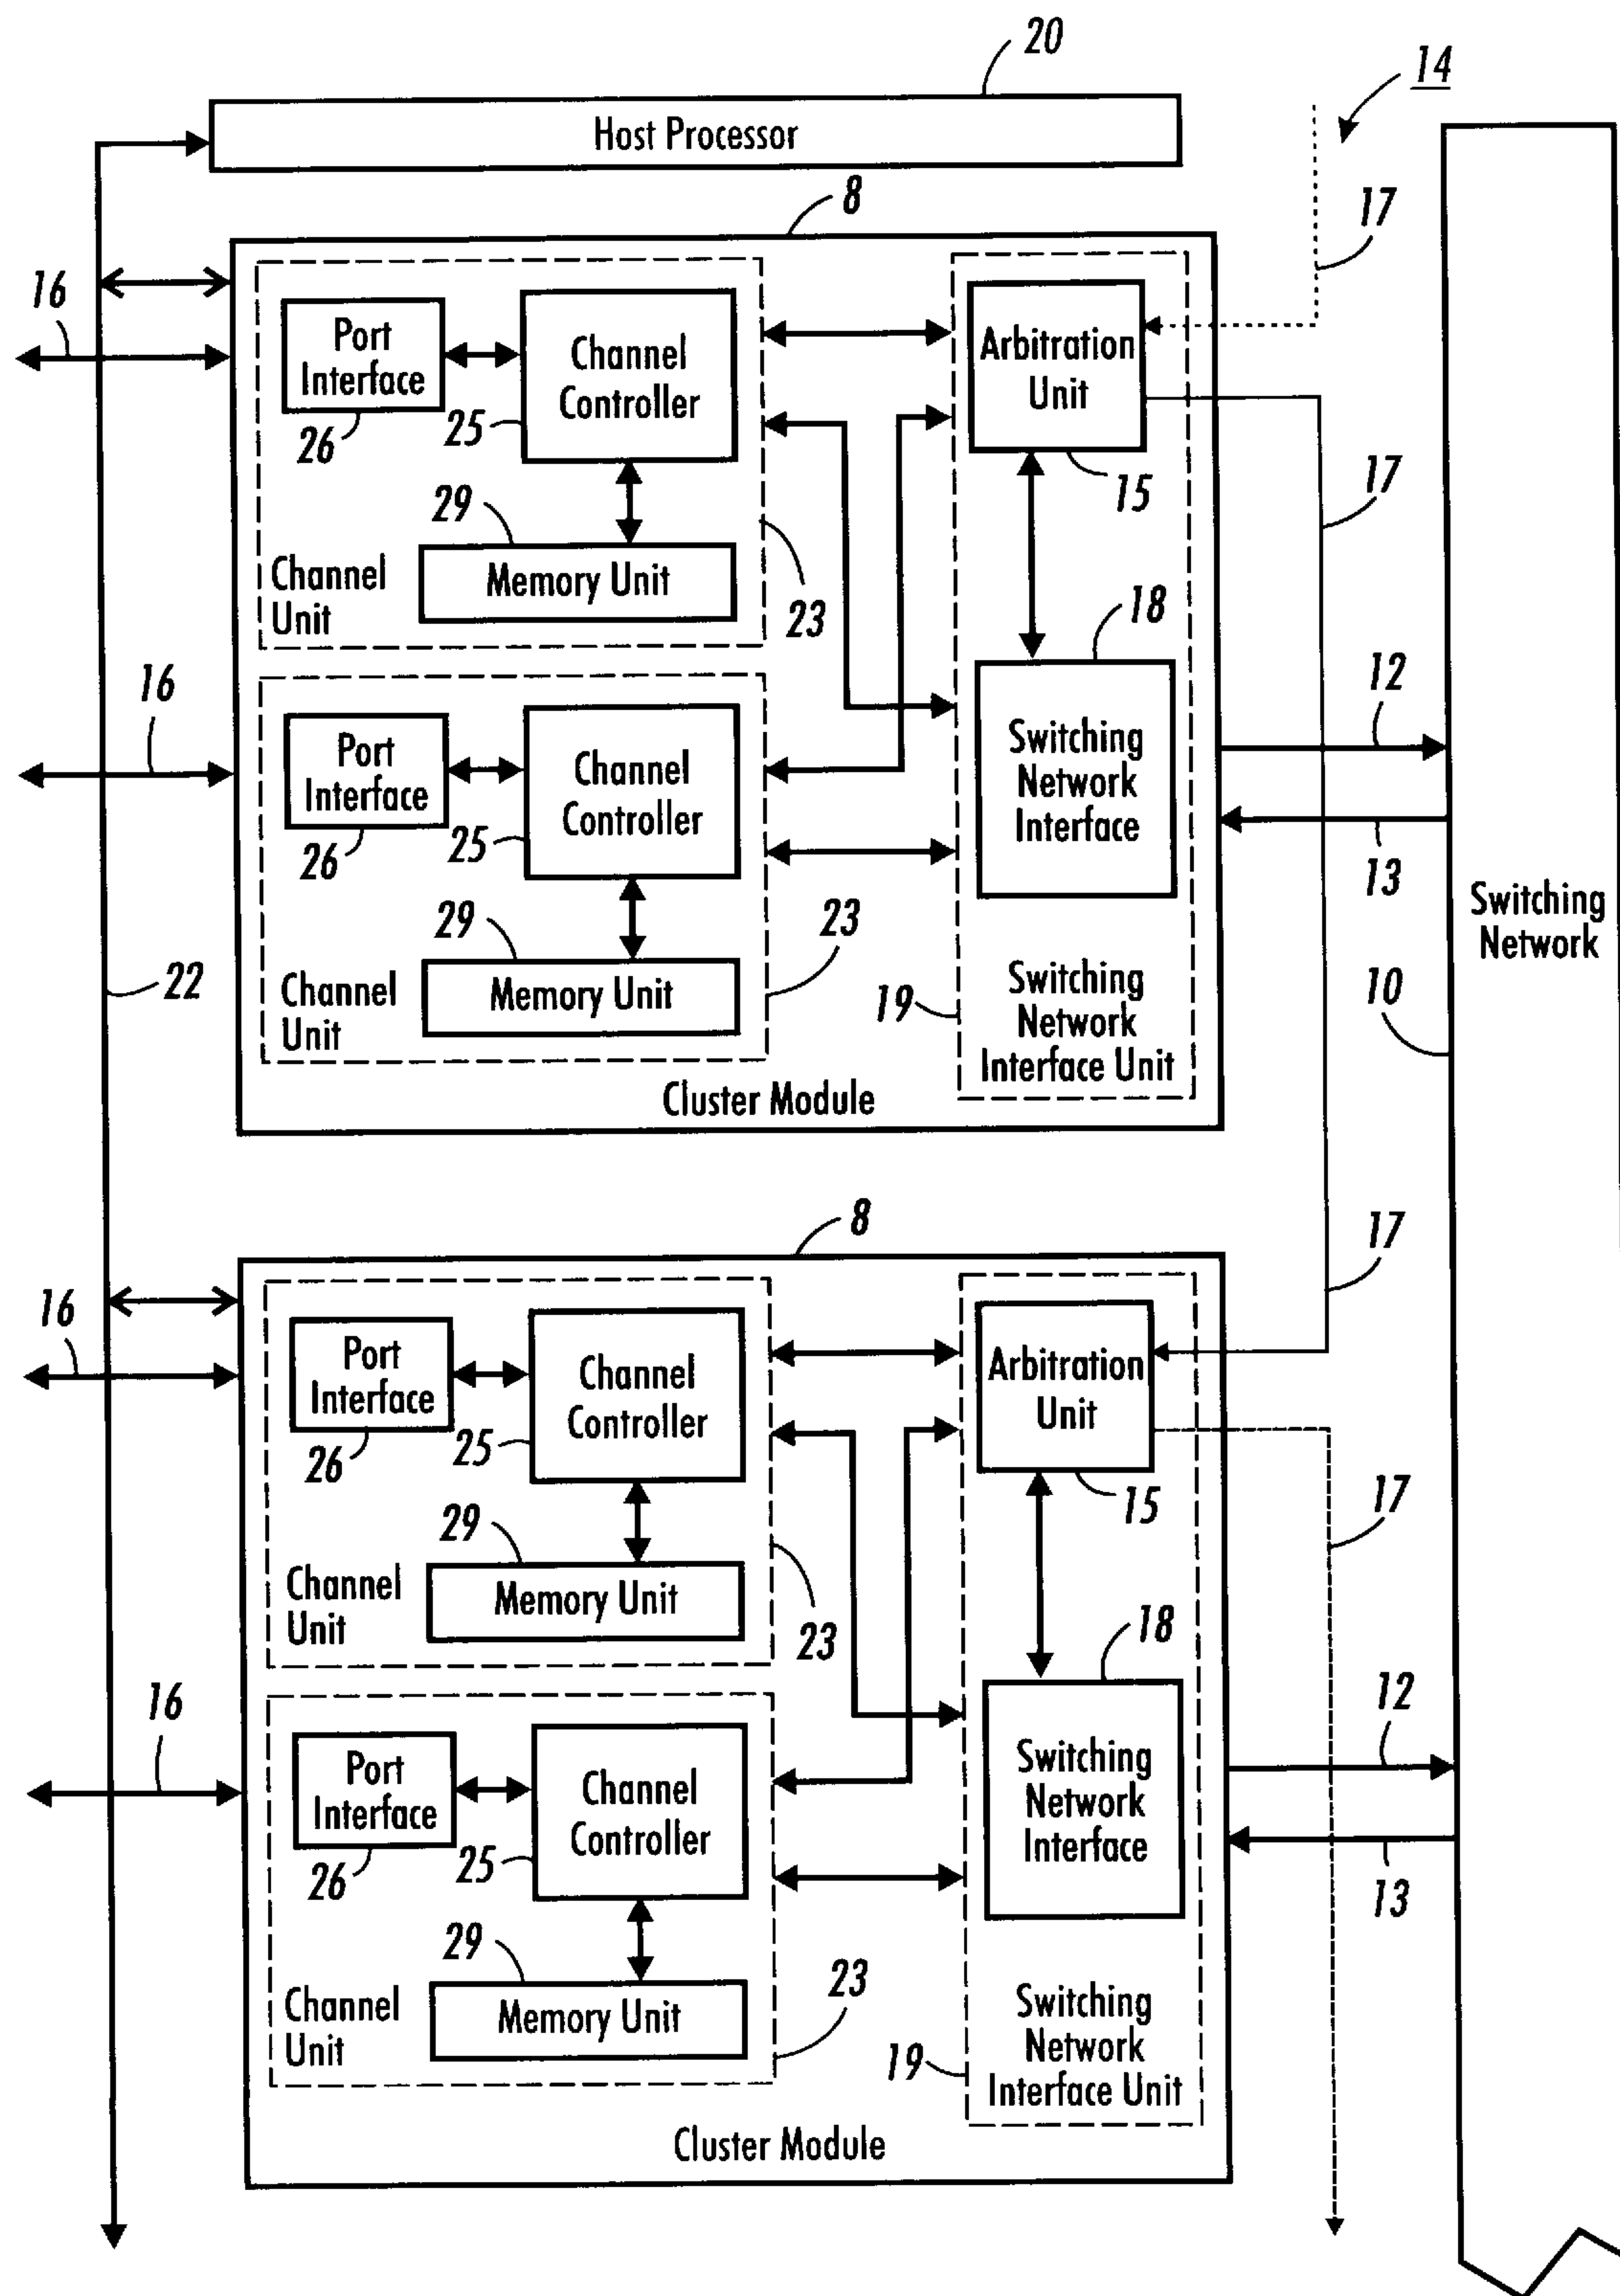 20
14
Host Processor
8
17
16
Port
Interface
Channel
Controller
Arbitration
Unit
26
25
15
17
29
Channel
Unit
Memory Unit
23
18
16
12
Port
Interface
Channel
Controller
Switching
Network
Interface
26
25
13
Switching
Network
29
23
22
Channel
Unit
Memory Unit
19
Switching
Network
Interface Unit
10
Cluster Module
8
17
16
Port
Interface
Channel
Controller
Arbitration
Unit
26
25
15
17
29
Channel
Unit
Memory Unit
23
18
16
12
Port
Interface
Channel
Controller
Switching
Network
Interface
26
25
13
29
23
Channel
Unit
Memory Unit
19
Switching
Network
Interface Unit
Cluster Module